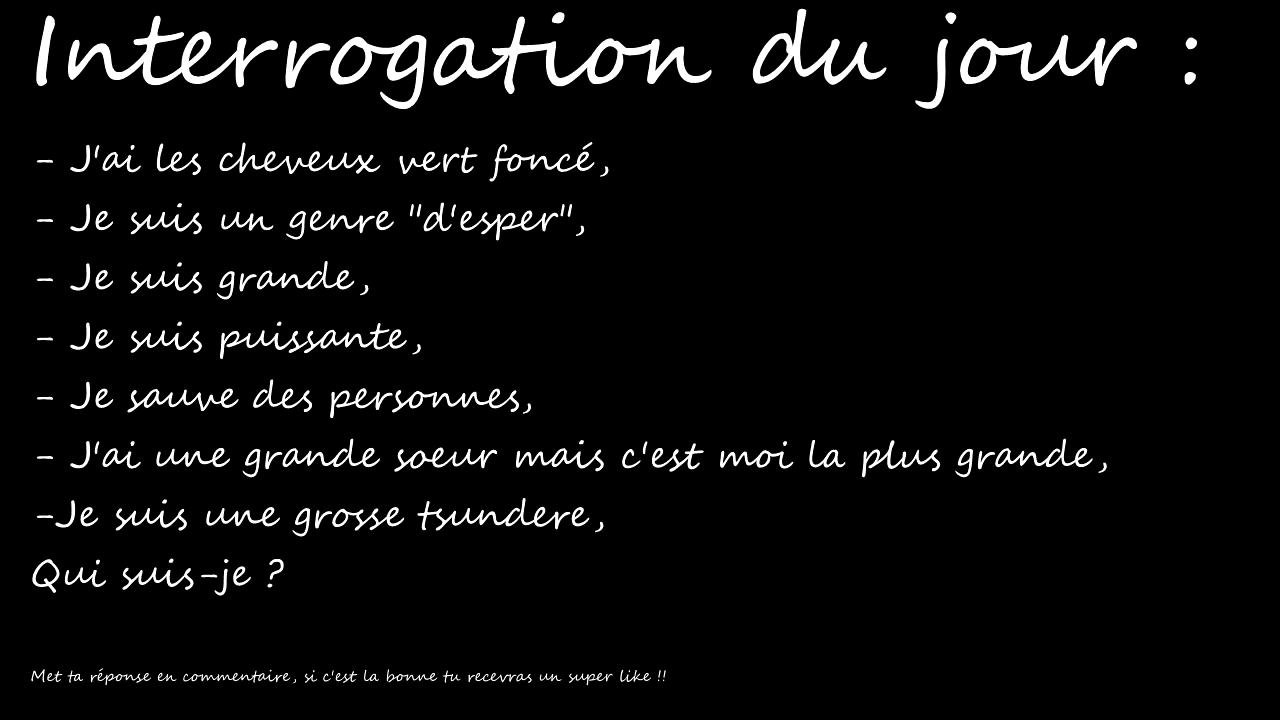 Interrogation du jour :
- J'ai les cheveux vert foncé,
- Je suis un genre "d'esper",
- Je suis grande,
- Je suis puissante,
- Je sauve des personnes,
- J'ai une grande soeur mais c'est moi la plus grande,
-Je suis une grosse tsundere,
Qui suis-je ?
Met ta réponse en commentaire, si c'est la bonne tu recevras un super like !!